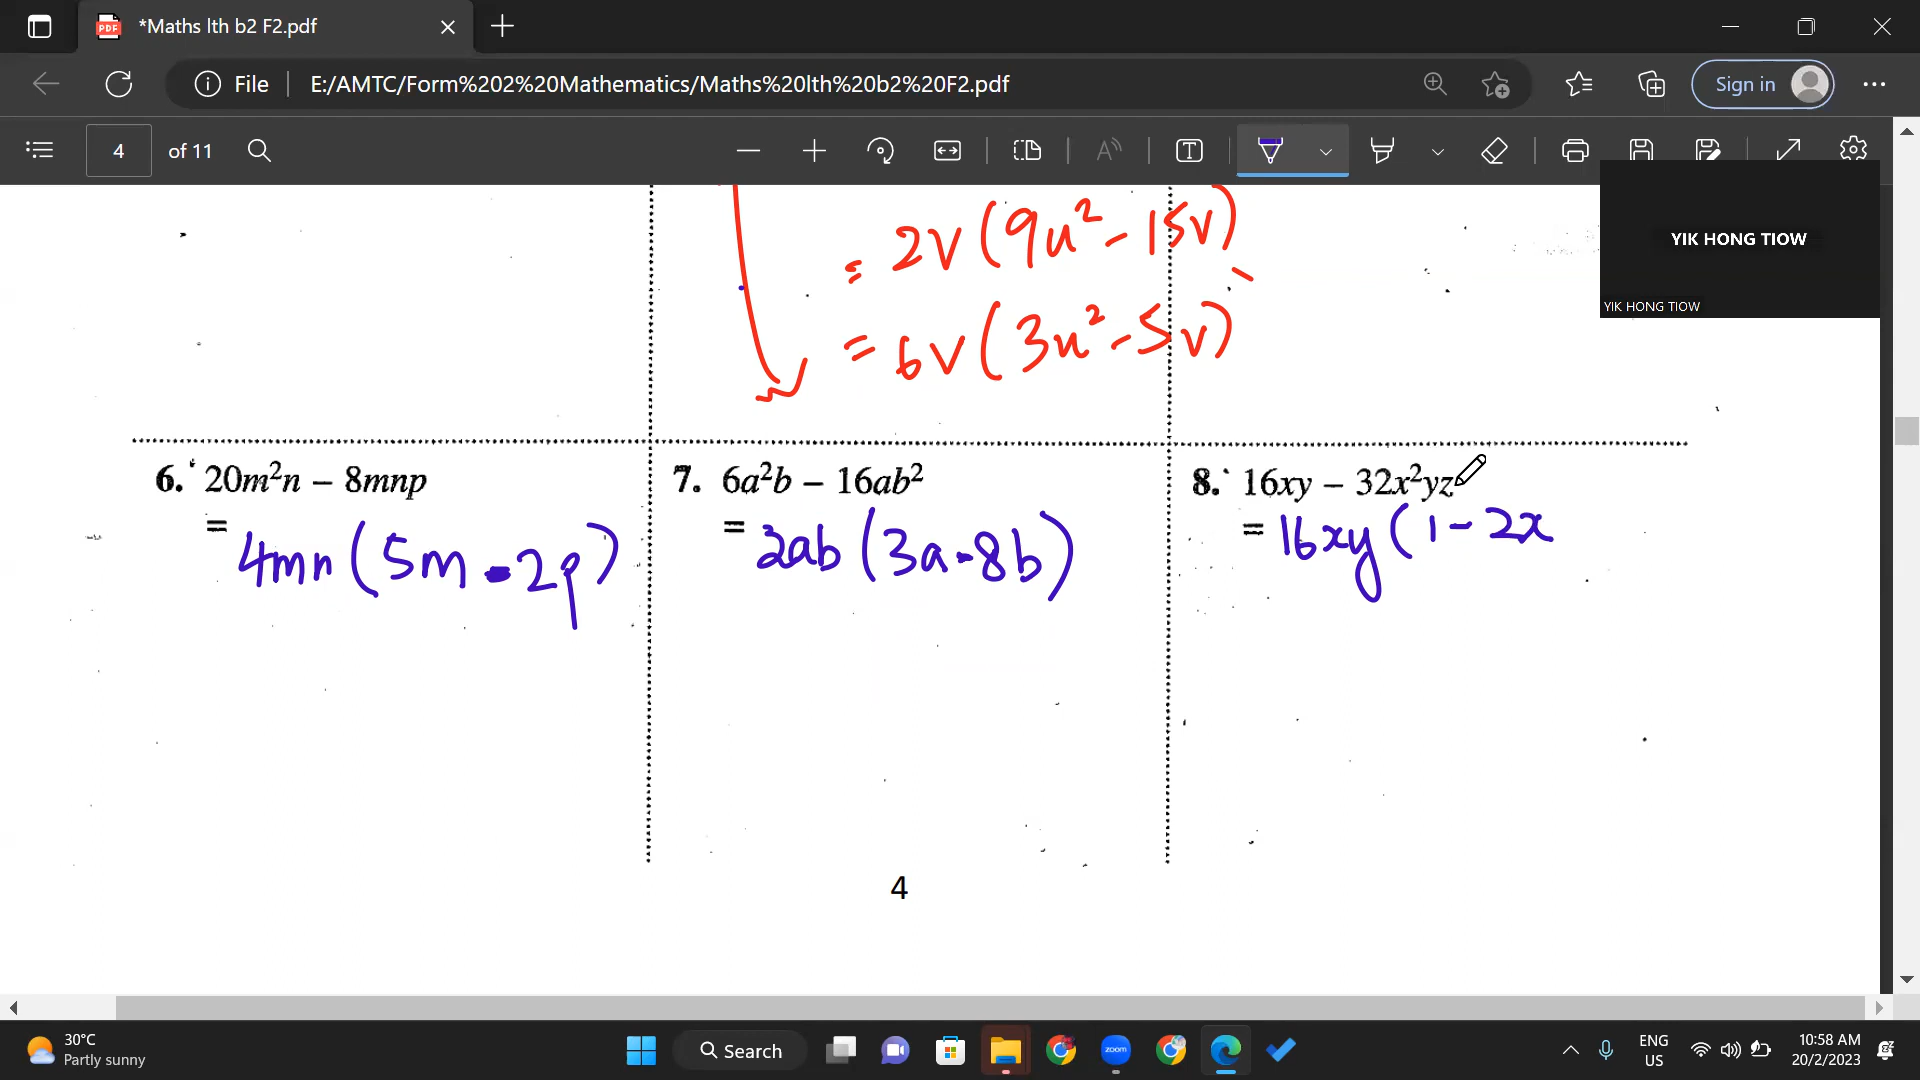 *Maths lth b2 F2.pdf
File
E:/AMTC/Form%202%20Mathematics/Maths%20lth%20b2%20F2.pdf
Sign in
4 of 11
YIK HONG TIOW
YIK HONG TIOW
= 2v(9u² - 15v)
= 6v(3u² - 5v)
6. 20m²n – 8mnp
= 4mn(5m - 2p)
7. 6a²b – 16ab²
= 2ab(3a - 8b)
8. 16xy – 32x²yz
= 16xy(1 - 2x
4
30°C
Partly sunny
Search
zoom
ENG
US
10:58 AM
20/2/2023